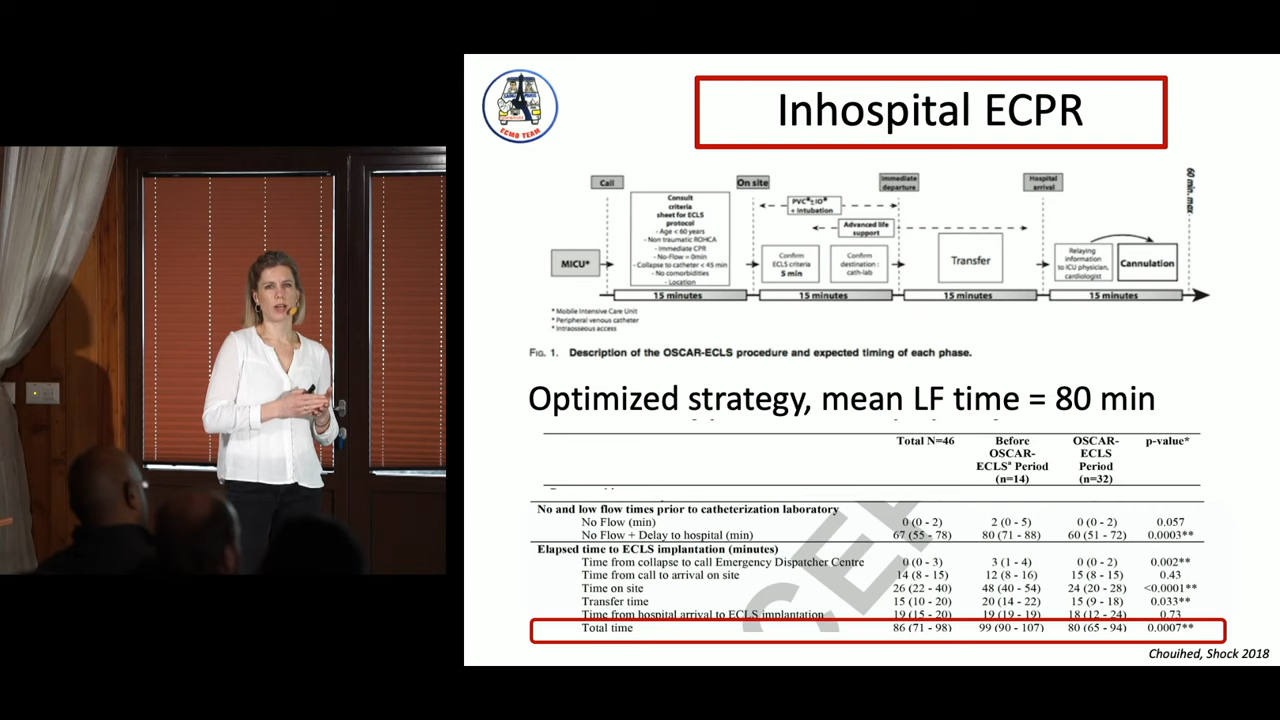 ECMO TEAM
Inhospital ECPR
Call
On site
Immediate departure
Hospital arrival
60 min. max
MICU*
Consult
criteria
sheet for ECLS
protocol
- Age < 60 years
- Non traumatic ROHCA
- Immediate CPR
- No-Flow = 0min
- Collapse to catheter < 45 min
- No comorbidities
- Location
PVC*±IO*
+ Intubation
Advanced life
support
Confirm
ECLS criteria
5 min
Confirm
destination :
cath-lab
Transfer
Relaying
information
to ICU physician,
cardiologist
Cannulation
15 minutes
15 minutes
15 minutes
15 minutes
* Mobile Intensive Care Unit
* Peripheral venous catheter
* Intraosseous access
FIG. 1. Description of the OSCAR-ECLS procedure and expected timing of each phase.
Optimized strategy, mean LF time = 80 min
Total N=46 Before OSCAR-ECLSª Period (n=14) OSCAR-ECLS Period (n=32) p-value*
No and low flow times prior to catheterization laboratory
No Flow (min) 0 (0 - 2) 2 (0 - 5) 0 (0 - 2) 0.057
No Flow + Delay to hospital (min) 67 (55 - 78) 80 (71 - 88) 60 (51 - 72) 0.0003**
Elapsed time to ECLS implantation (minutes)
Time from collapse to call Emergency Dispatcher Centre 0 (0 - 3) 3 (1 - 4) 0 (0 - 2) 0.002**
Time from call to arrival on site 14 (8 - 15) 12 (8 - 16) 15 (8 - 15) 0.43
Time on site 26 (22 - 40) 48 (40 - 54) 24 (20 - 28) <0.0001**
Transfer time 15 (10 - 20) 20 (14 - 22) 15 (9 - 18) 0.033**
Time from hospital arrival to ECLS implantation 19 (15 - 20) 19 (19 - 19) 18 (12 - 24) 0.73
Total time 86 (71 - 98) 99 (90 - 107) 80 (65 - 94) 0.0007**
Chouihed, Shock 2018